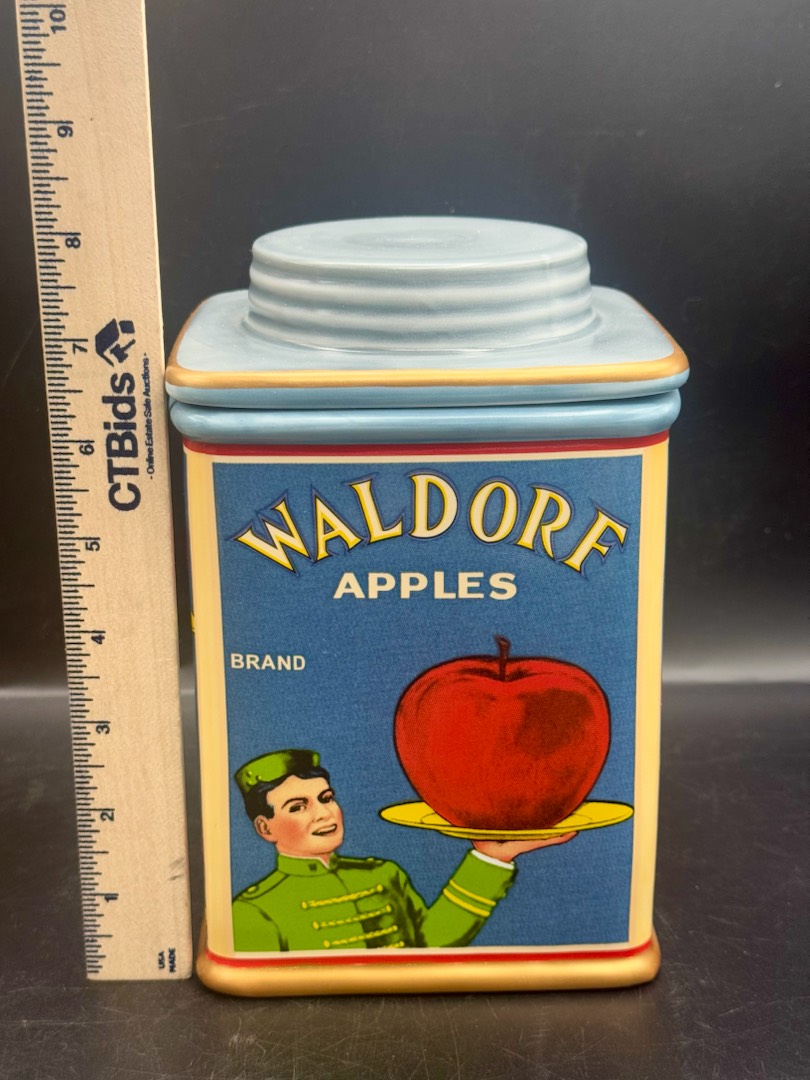 10
9
8
7
6
5
4
3
2
1
CTBids
- Online Estate Sale Auctions -
USA
MADE
WALDORF
APPLES
BRAND